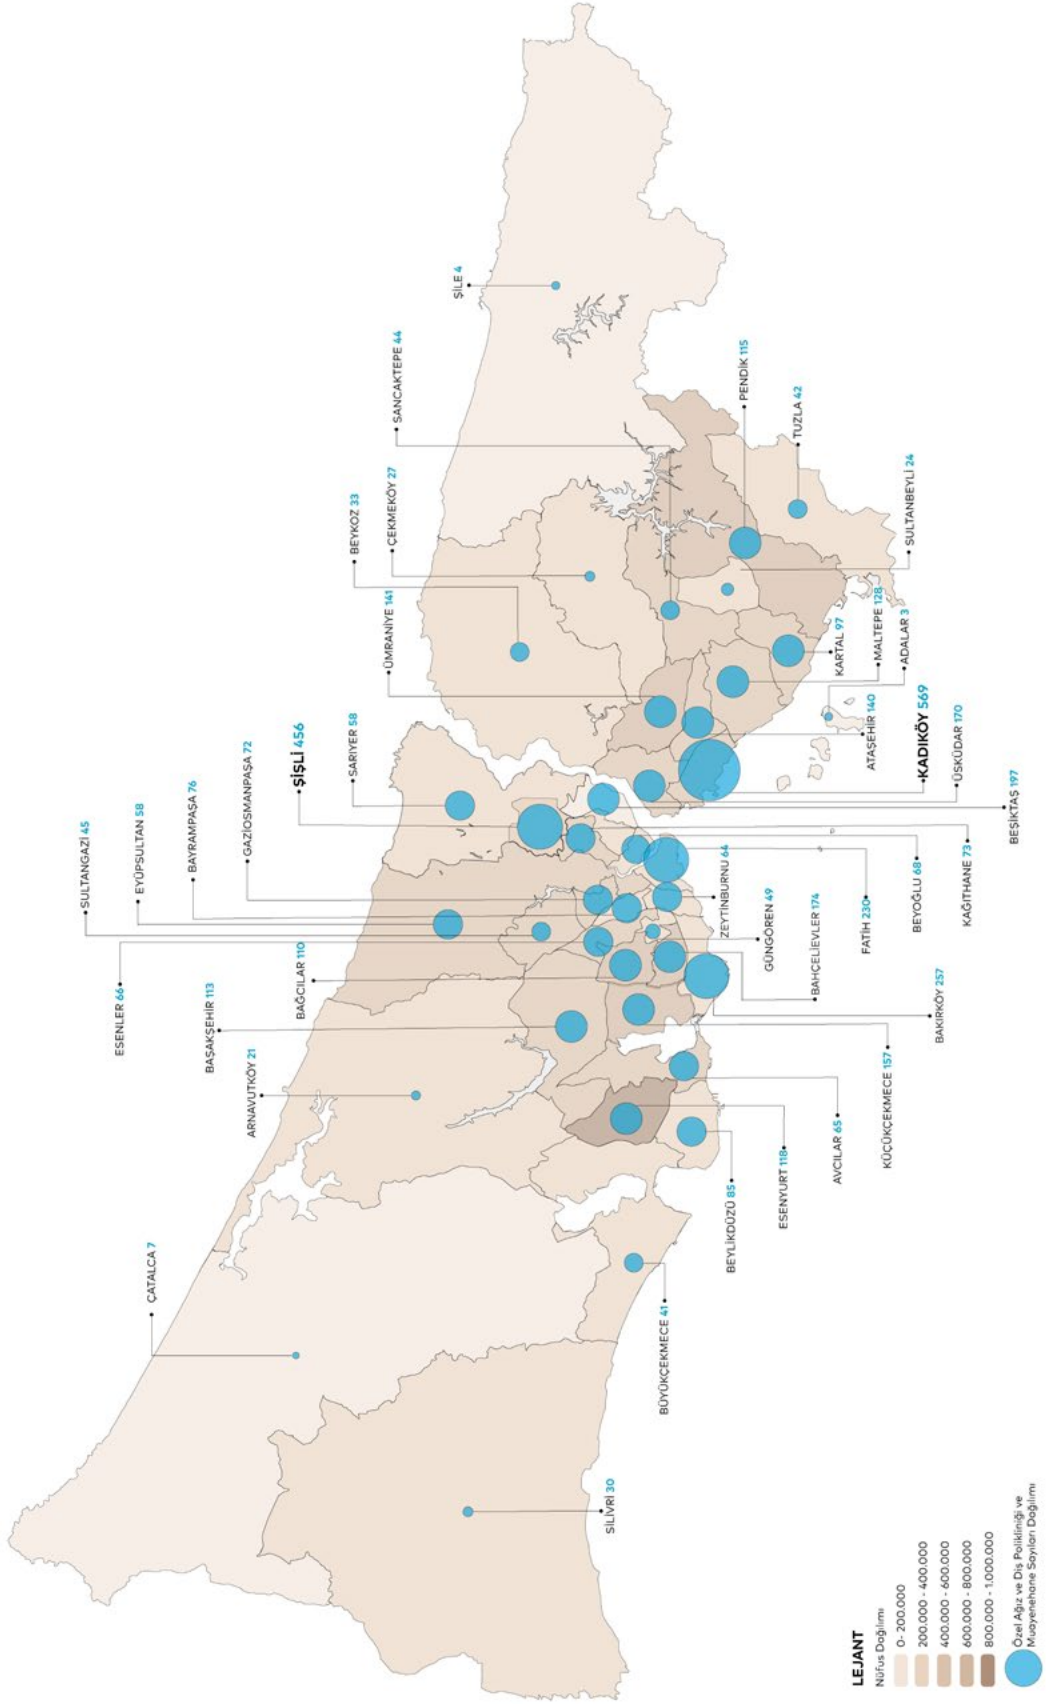 ŞİLE 4
SANCAKTEPE 44
ÇEKMEKÖY 27
BEYKOZ 33
ÜMRANİYE 141
PENDİK 115
TUZLA 42
SULTANBEYLİ 24
KARTAL 97
MALTEPE 128
ADALAR 3
ATAŞEHİR 140
KADIKÖY 569
ÜSKÜDAR 170
BEŞİKTAŞ 197
ŞİŞLİ 456
SARIYER 58
GAZİOSMANPAŞA 72
BAYRAMPAŞA 76
EYÜPSULTAN 58
SULTANGAZİ 45
ESENLER 66
BAŞAKŞEHİR 113
BAĞCILAR 110
ARNAVUTKÖY 21
ZEYTİNBURNU 64
GÜNGÖREN 49
BAHÇELİEVLER 174
FATİH 230
BEYOĞLU 68
KAĞITHANE 73
BAKIRKÖY 257
KÜÇÜKÇEKMECE 157
AVCILAR 65
ESENYURT 118
BEYLİKDÜZÜ 85
BÜYÜKÇEKMECE 41
ÇATALCA 7
SİLİVRİ 30
LEJANT
Nüfus Dağılımı
0- 200.000
200.000 - 400.000
400.000 - 600.000
600.000 - 800.000
800.000 - 1.000.000
Özel Ağız ve Diş Polikliniği ve
Muayenehane Sayıları Dağılımı